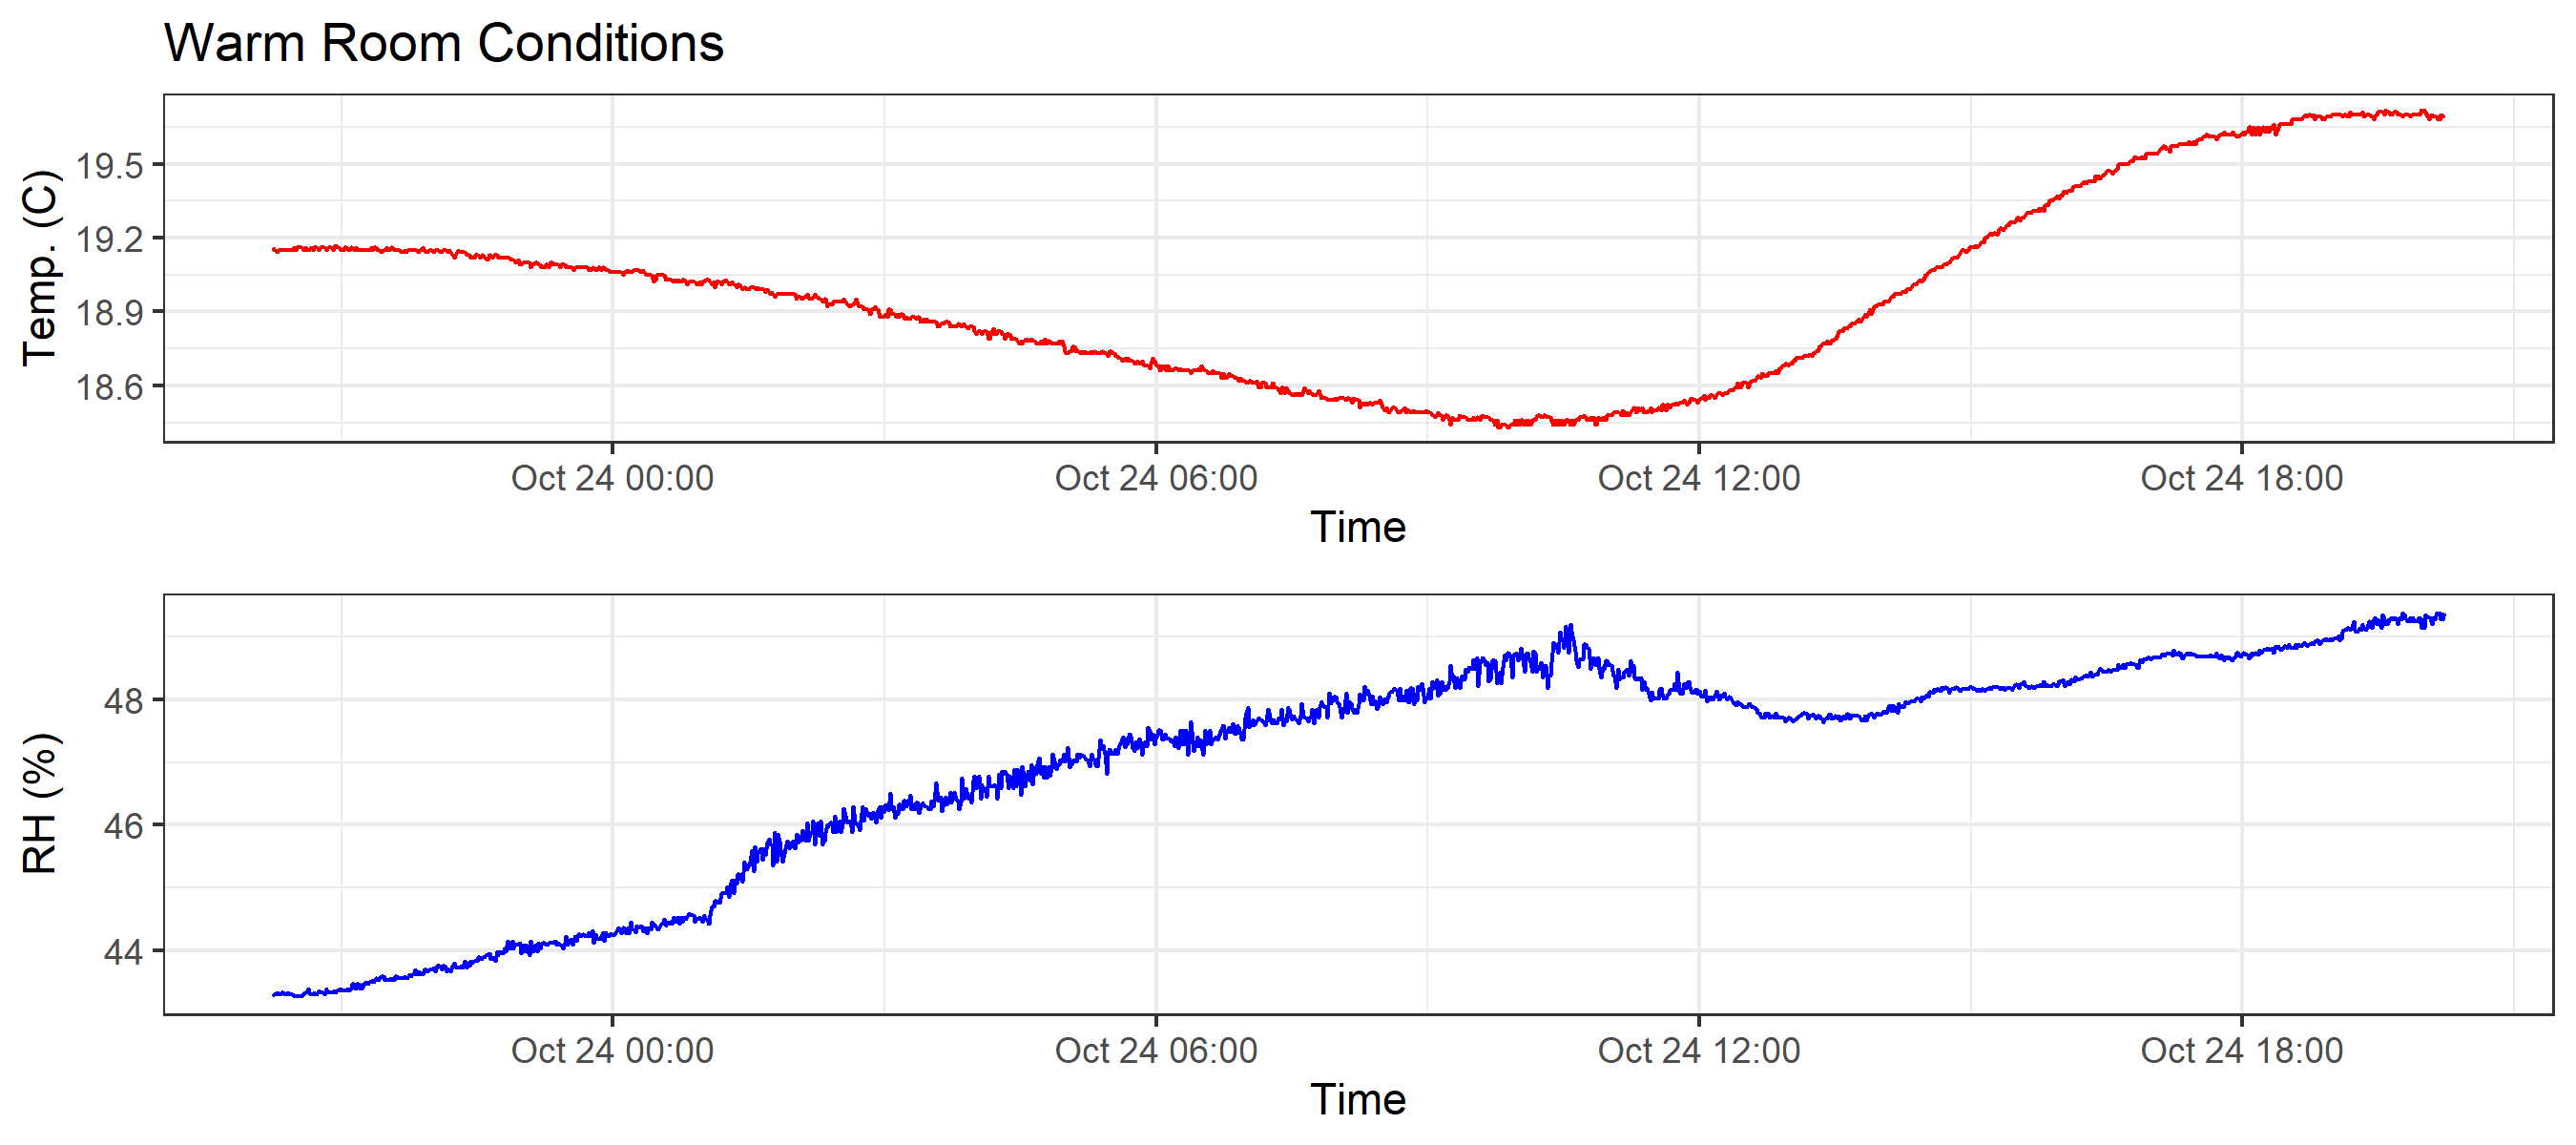 Warm Room Conditions
Temp. (C)
19.5
19.2
18.9
18.6
Oct 24 00:00 Oct 24 06:00 Oct 24 12:00 Oct 24 18:00
Time
RH (%)
48
46
44
Oct 24 00:00 Oct 24 06:00 Oct 24 12:00 Oct 24 18:00
Time